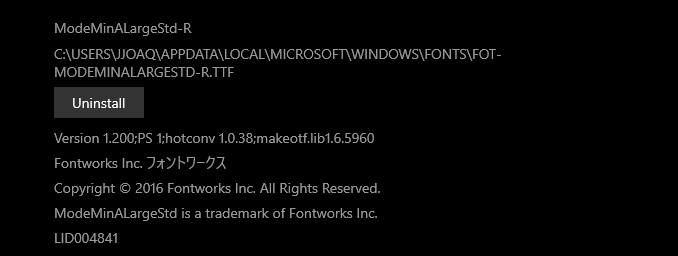 ModeMinALargeStd-R
C:\USERS\JJOAQ\APPDATA\LOCAL\MICROSOFT\WINDOWS\FONTS\FOT-
MODEMINALARGESTD-R.TTF
Uninstall
Version 1.200;PS 1;hotconv 1.0.38;makeotf.lib1.6.5960
Fontworks Inc. フォントワークス
Copyright © 2016 Fontworks Inc. All Rights Reserved.
ModeMinALargeStd is a trademark of Fontworks Inc.
LID004841